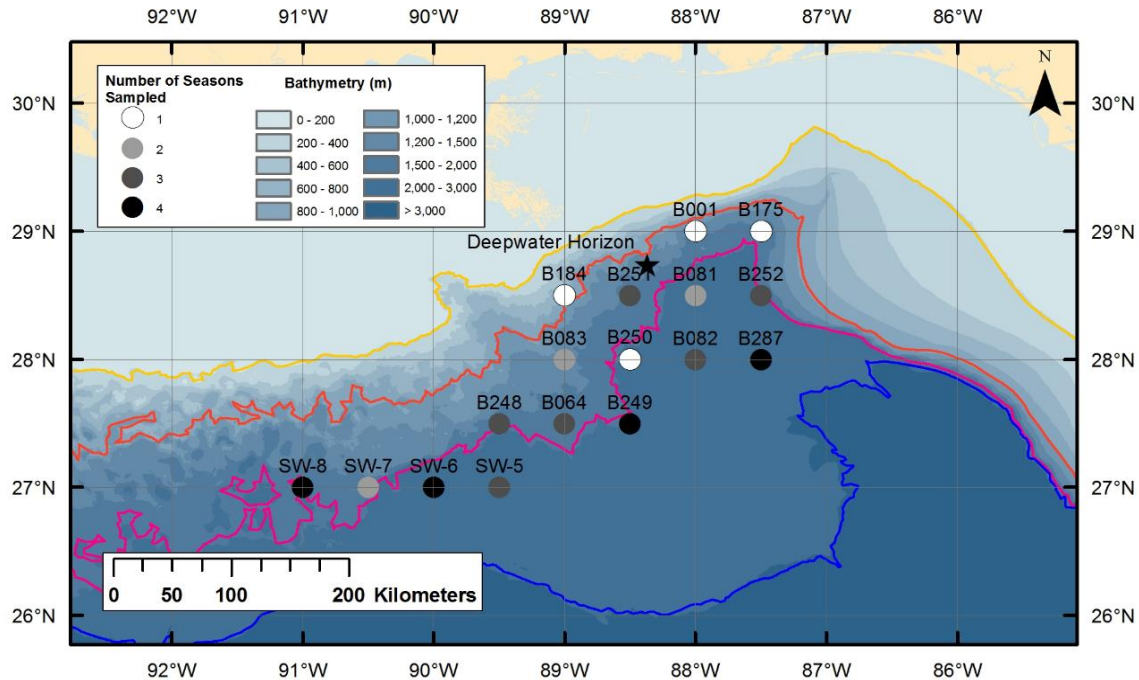 92°W 91°W 90°W 89°W 88°W 87°W 86°W
N
Number of Seasons
Sampled
1
2
3
4
Bathymetry (m)
0 - 200
200 - 400
400 - 600
600 - 800
800 - 1,000
1,000 - 1,200
1,200 - 1,500
1,500 - 2,000
2,000 - 3,000
> 3,000
30°N 30°N
B001 B175
29°N 29°N
Deepwater Horizon
B184 B251 B081 B252
B083 B250 B082 B287
28°N 28°N
B248 B064 B249
SW-8 SW-7 SW-6 SW-5
27°N 27°N
0 50 100 200 Kilometers
26°N 26°N
92°W 91°W 90°W 89°W 88°W 87°W 86°W